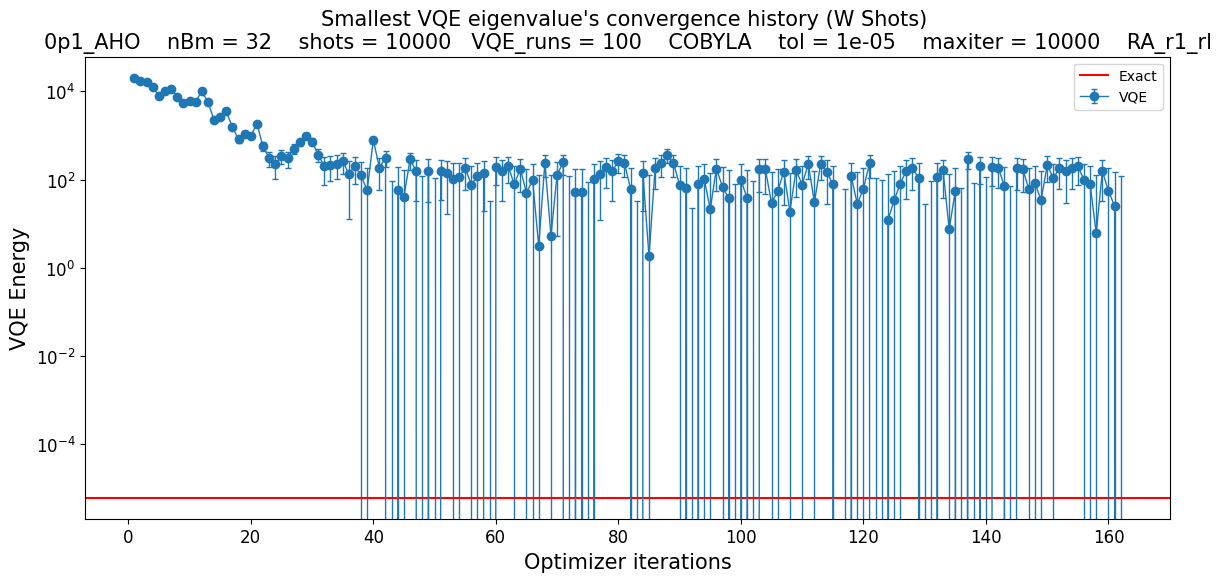 Smallest VQE eigenvalue's convergence history (W Shots)
0p1_AHO nBm = 32 shots = 10000 VQE_runs = 100 COBYLA tol = 1e-05 maxiter = 10000 RA_r1_rl
Exact
VQE
VQE Energy
10^4
10^2
10^0
10^-2
10^-4
0 20 40 60 80 100 120 140 160
Optimizer iterations